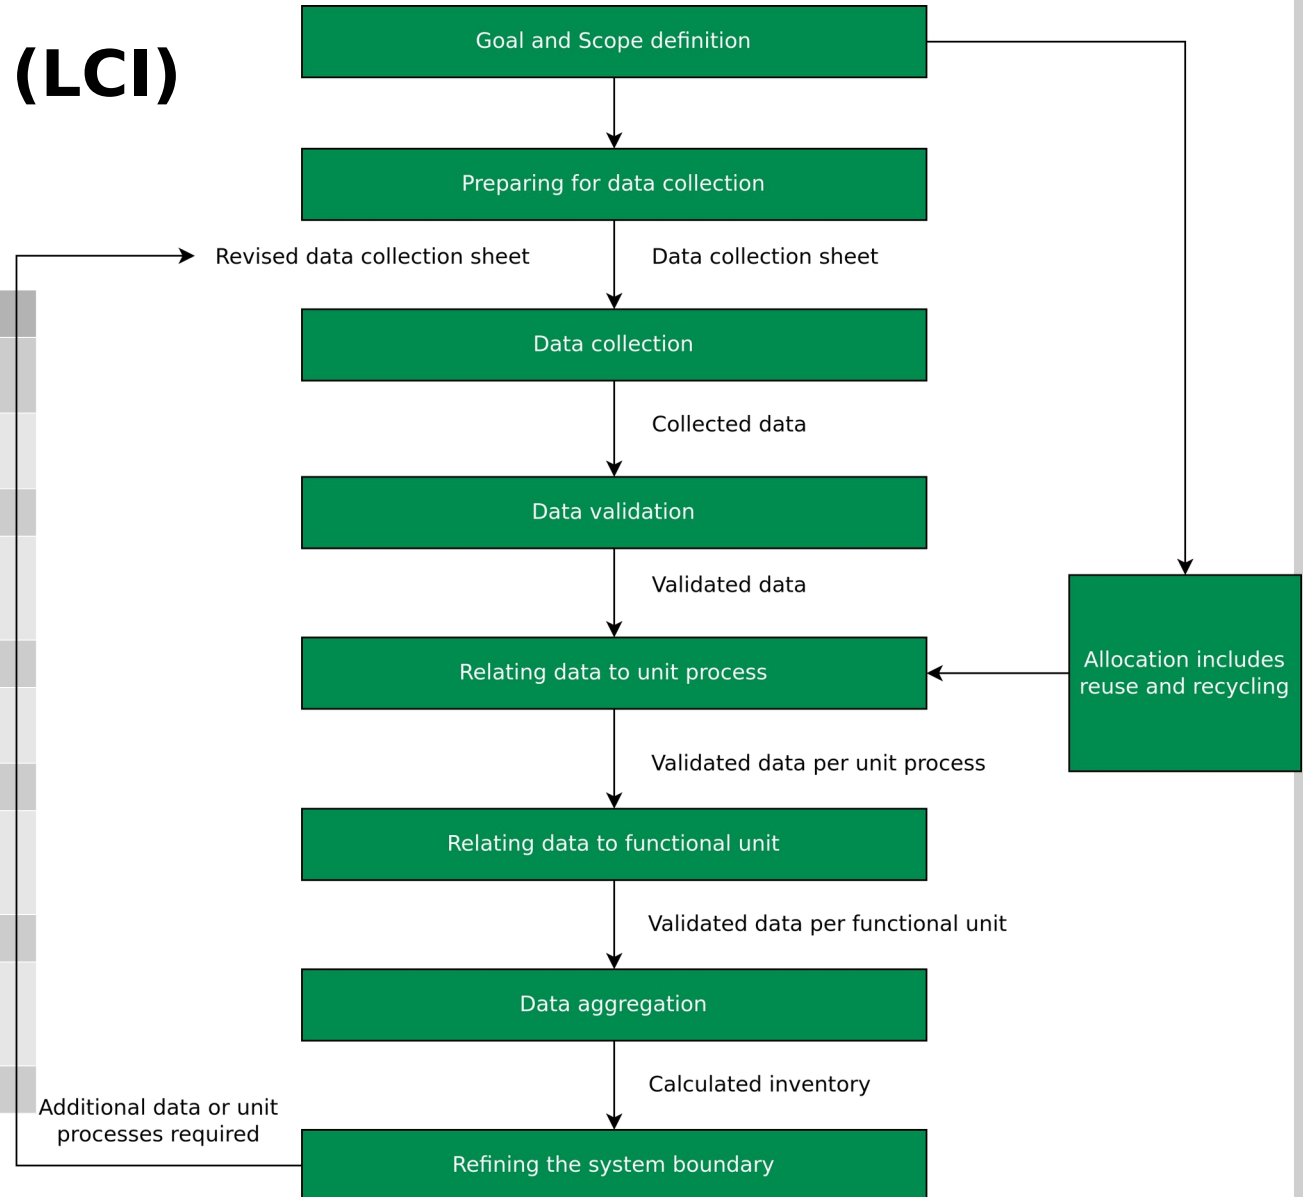 (LCI)
Goal and Scope definition
Preparing for data collection
Revised data collection sheet
Data collection sheet
Data collection
Collected data
Data validation
Validated data
Relating data to unit process
Allocation includes
reuse and recycling
Validated data per unit process
Relating data to functional unit
Validated data per functional unit
Data aggregation
Calculated inventory
Additional data or unit
processes required
Refining the system boundary